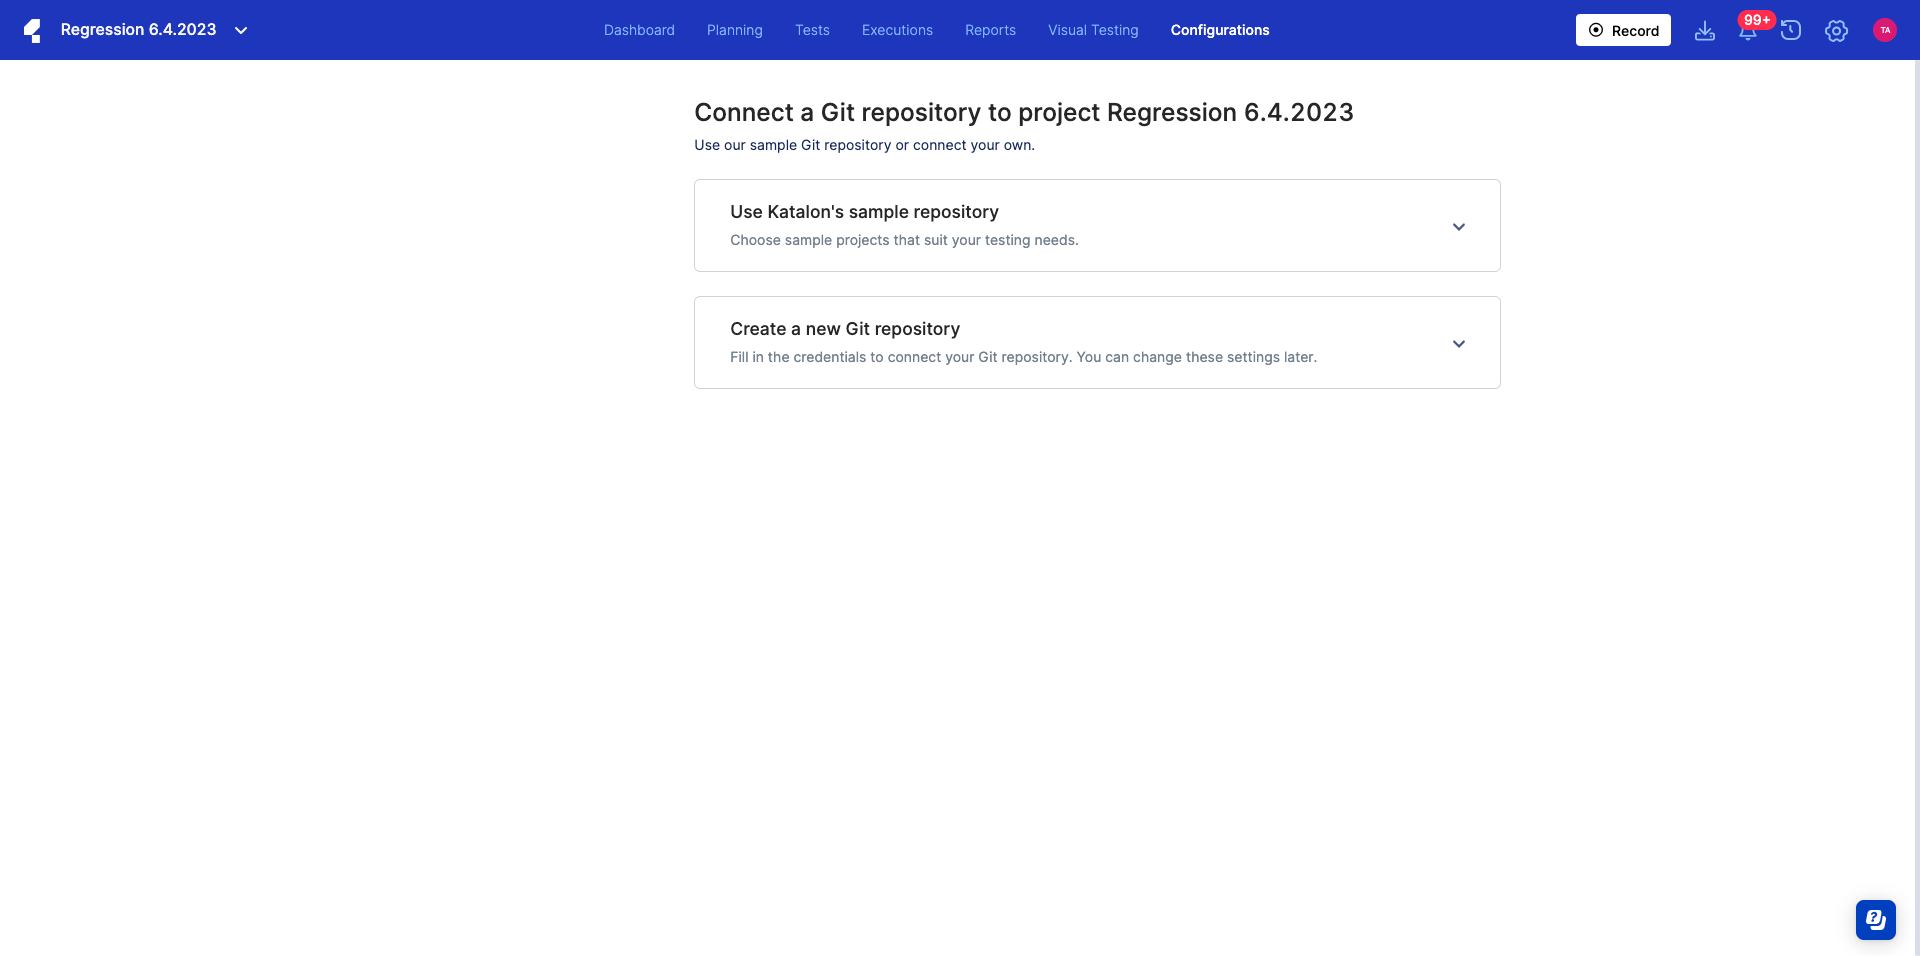 Regression 6.4.2023
Dashboard Planning Tests Executions Reports Visual Testing Configurations
Record
99+
TA
Connect a Git repository to project Regression 6.4.2023
Use our sample Git repository or connect your own.
Use Katalon's sample repository
Choose sample projects that suit your testing needs.
Create a new Git repository
Fill in the credentials to connect your Git repository. You can change these settings later.